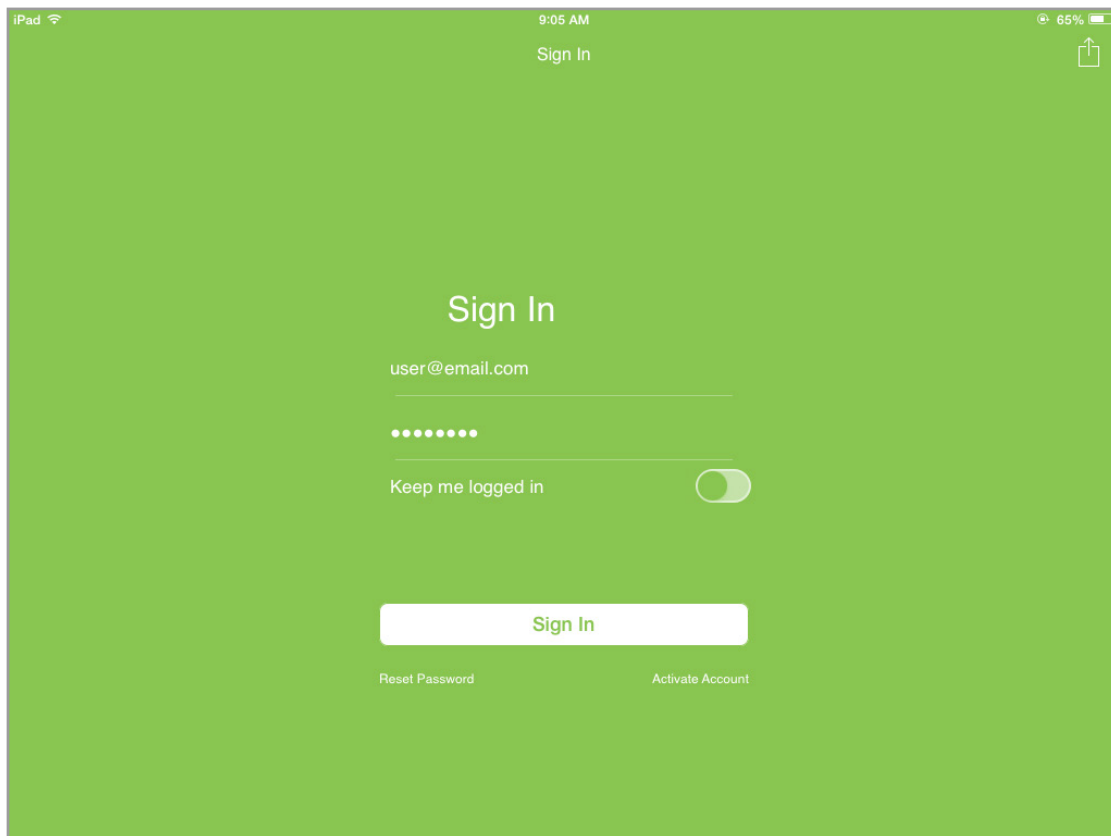 iPad 9:05 AM 65%
Sign In
Sign In
user@email.com
••••••••
Keep me logged in
Sign In
Reset Password Activate Account